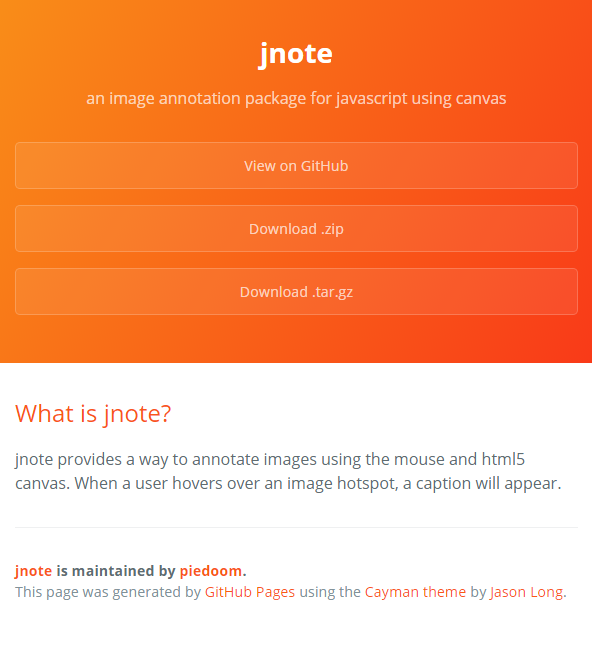 jnote
an image annotation package for javascript using canvas
View on GitHub
Download .zip
Download .tar.gz
What is jnote?
jnote provides a way to annotate images using the mouse and html5
canvas. When a user hovers over an image hotspot, a caption will appear.
jnote is maintained by piedoom.
This page was generated by GitHub Pages using the Cayman theme by Jason Long.